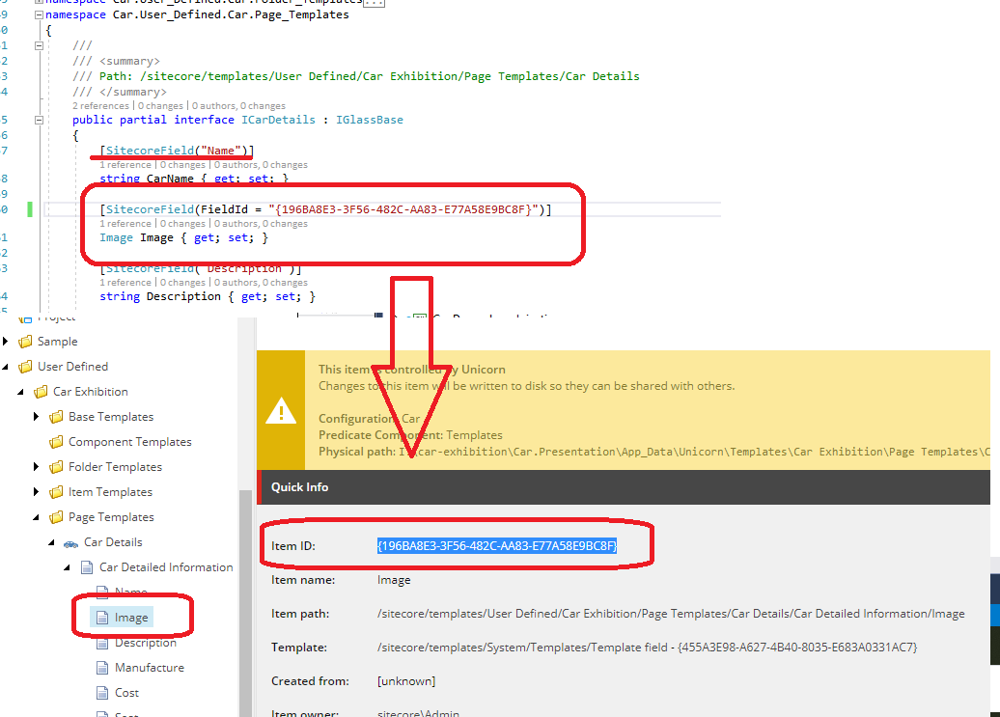 namespace Car.User_Defined.Car.Folder_Templates...
49 namespace Car.User_Defined.Car.Page_Templates
{
///
/// <summary>
/// Path: /sitecore/templates/User Defined/Car Exhibition/Page Templates/Car Details
/// </summary>
2 references | 0 changes | 0 authors, 0 changes
public partial interface ICarDetails : IGlassBase
{
[SitecoreField("Name")]
1 reference | 0 changes | 0 authors, 0 changes
string CarName { get; set; }
[SitecoreField(FieldId = "{196BA8E3-3F56-482C-AA83-E77A58E9BC8F}")]
1 reference | 0 changes | 0 authors, 0 changes
Image Image { get; set; }
[SitecoreField("Description")]
1 reference | 0 changes | 0 authors, 0 changes
string Description { get; set; }
Project
Sample
User Defined
Car Exhibition
Base Templates
Component Templates
Folder Templates
Item Templates
Page Templates
Car Details
Car Detailed Information
Name
Image
Description
Manufacture
Cost
This item is controlled by Unicorn
Changes to this item will be written to disk so they can be shared with others.
Configuration: Car
Predicate Component: Templates
Physical path: car-exhibition\Car.Presentation\App_Data\Unicorn\Templates\Car Exhibition\Page Templates\C
Quick Info
Item ID: {196BA8E3-3F56-482C-AA83-E77A58E9BC8F}
Item name: Image
Item path: /sitecore/templates/User Defined/Car Exhibition/Page Templates/Car Details/Car Detailed Information/Image
Template: /sitecore/templates/System/Templates/Template field - {455A3E98-A627-4B40-8035-E683A0331AC7}
Created from: [unknown]
Item owner: sitecore\Admin